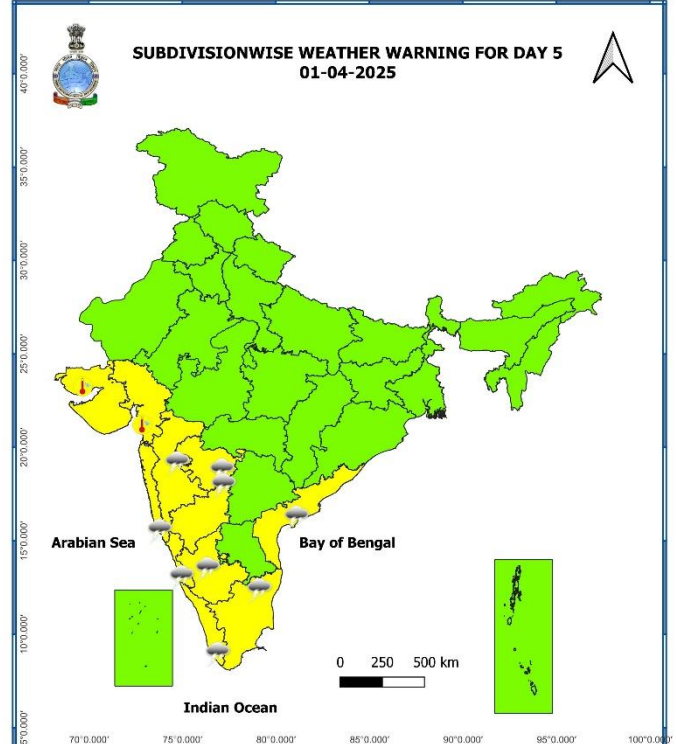 SUBDIVISIONWISE WEATHER WARNING FOR DAY 5
01-04-2025
40°0.000'
35°0.000'
30°0.000'
25°0.000'
20°0.000'
15°0.000'
10°0.000'
5°0.000'
Arabian Sea
Bay of Bengal
0 250 500 km
Indian Ocean
70°0.000' 75°0.000' 80°0.000' 85°0.000' 90°0.000' 95°0.000' 100°0.000'